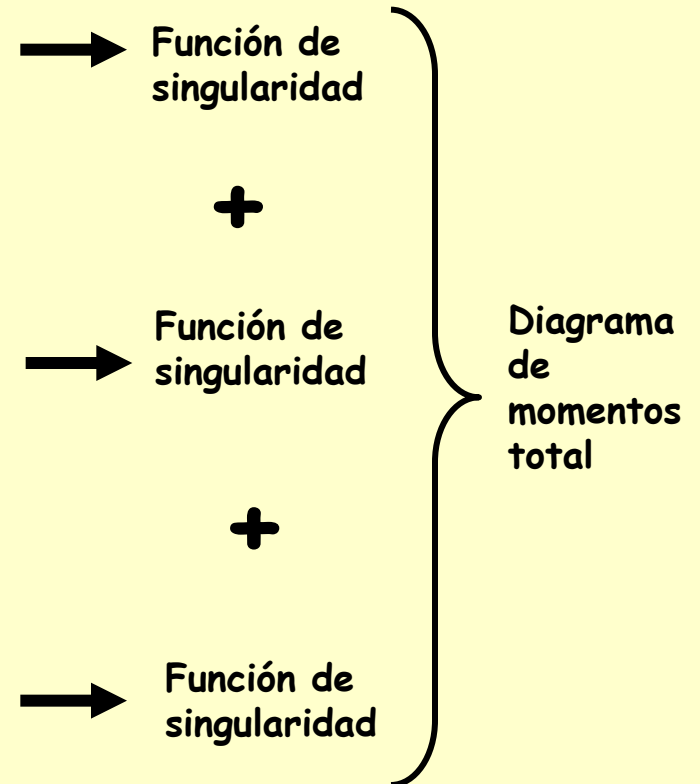 Función de
singularidad
+
Función de
singularidad
+
Función de
singularidad
Diagrama
de
momentos
total